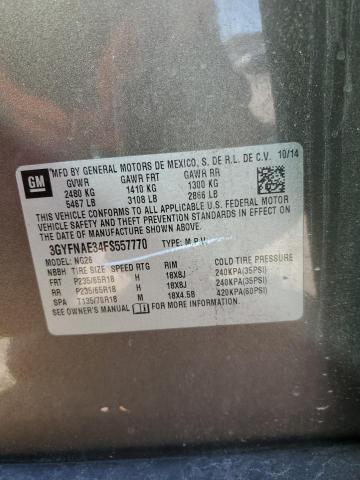 GM
MFD BY GENERAL MOTORS DE MEXICO, S. DE R.L. DE C.V. 10/14
GVWR GAWR FRT GAWR RR
2480 KG 1410 KG 1300 KG
5467 LB 3108 LB 2866 LB
THIS VEHICLE CONFORMS TO ALL APPLICABLE U.S. FEDERAL MOTOR VEHICLE SAFETY AND THEFT PREVENTION STANDARDS IN EFFECT ON THE DATE OF MANUFACTURE SHOWN ABOVE.
3GYFNAE34FS557770 TYPE: M.P.V.
MODEL: NG26
NBBH TIRE SIZE SPEED RTG RIM COLD TIRE PRESSURE
FRT P235/65R18 H 18X8J 240KPA(35PSI)
RR P235/65R18 H 18X8J 240KPA(35PSI)
SPA T135/70R18 M 18X4.5B 420KPA(60PSI)
SEE OWNER'S MANUAL FOR MORE INFORMATION.